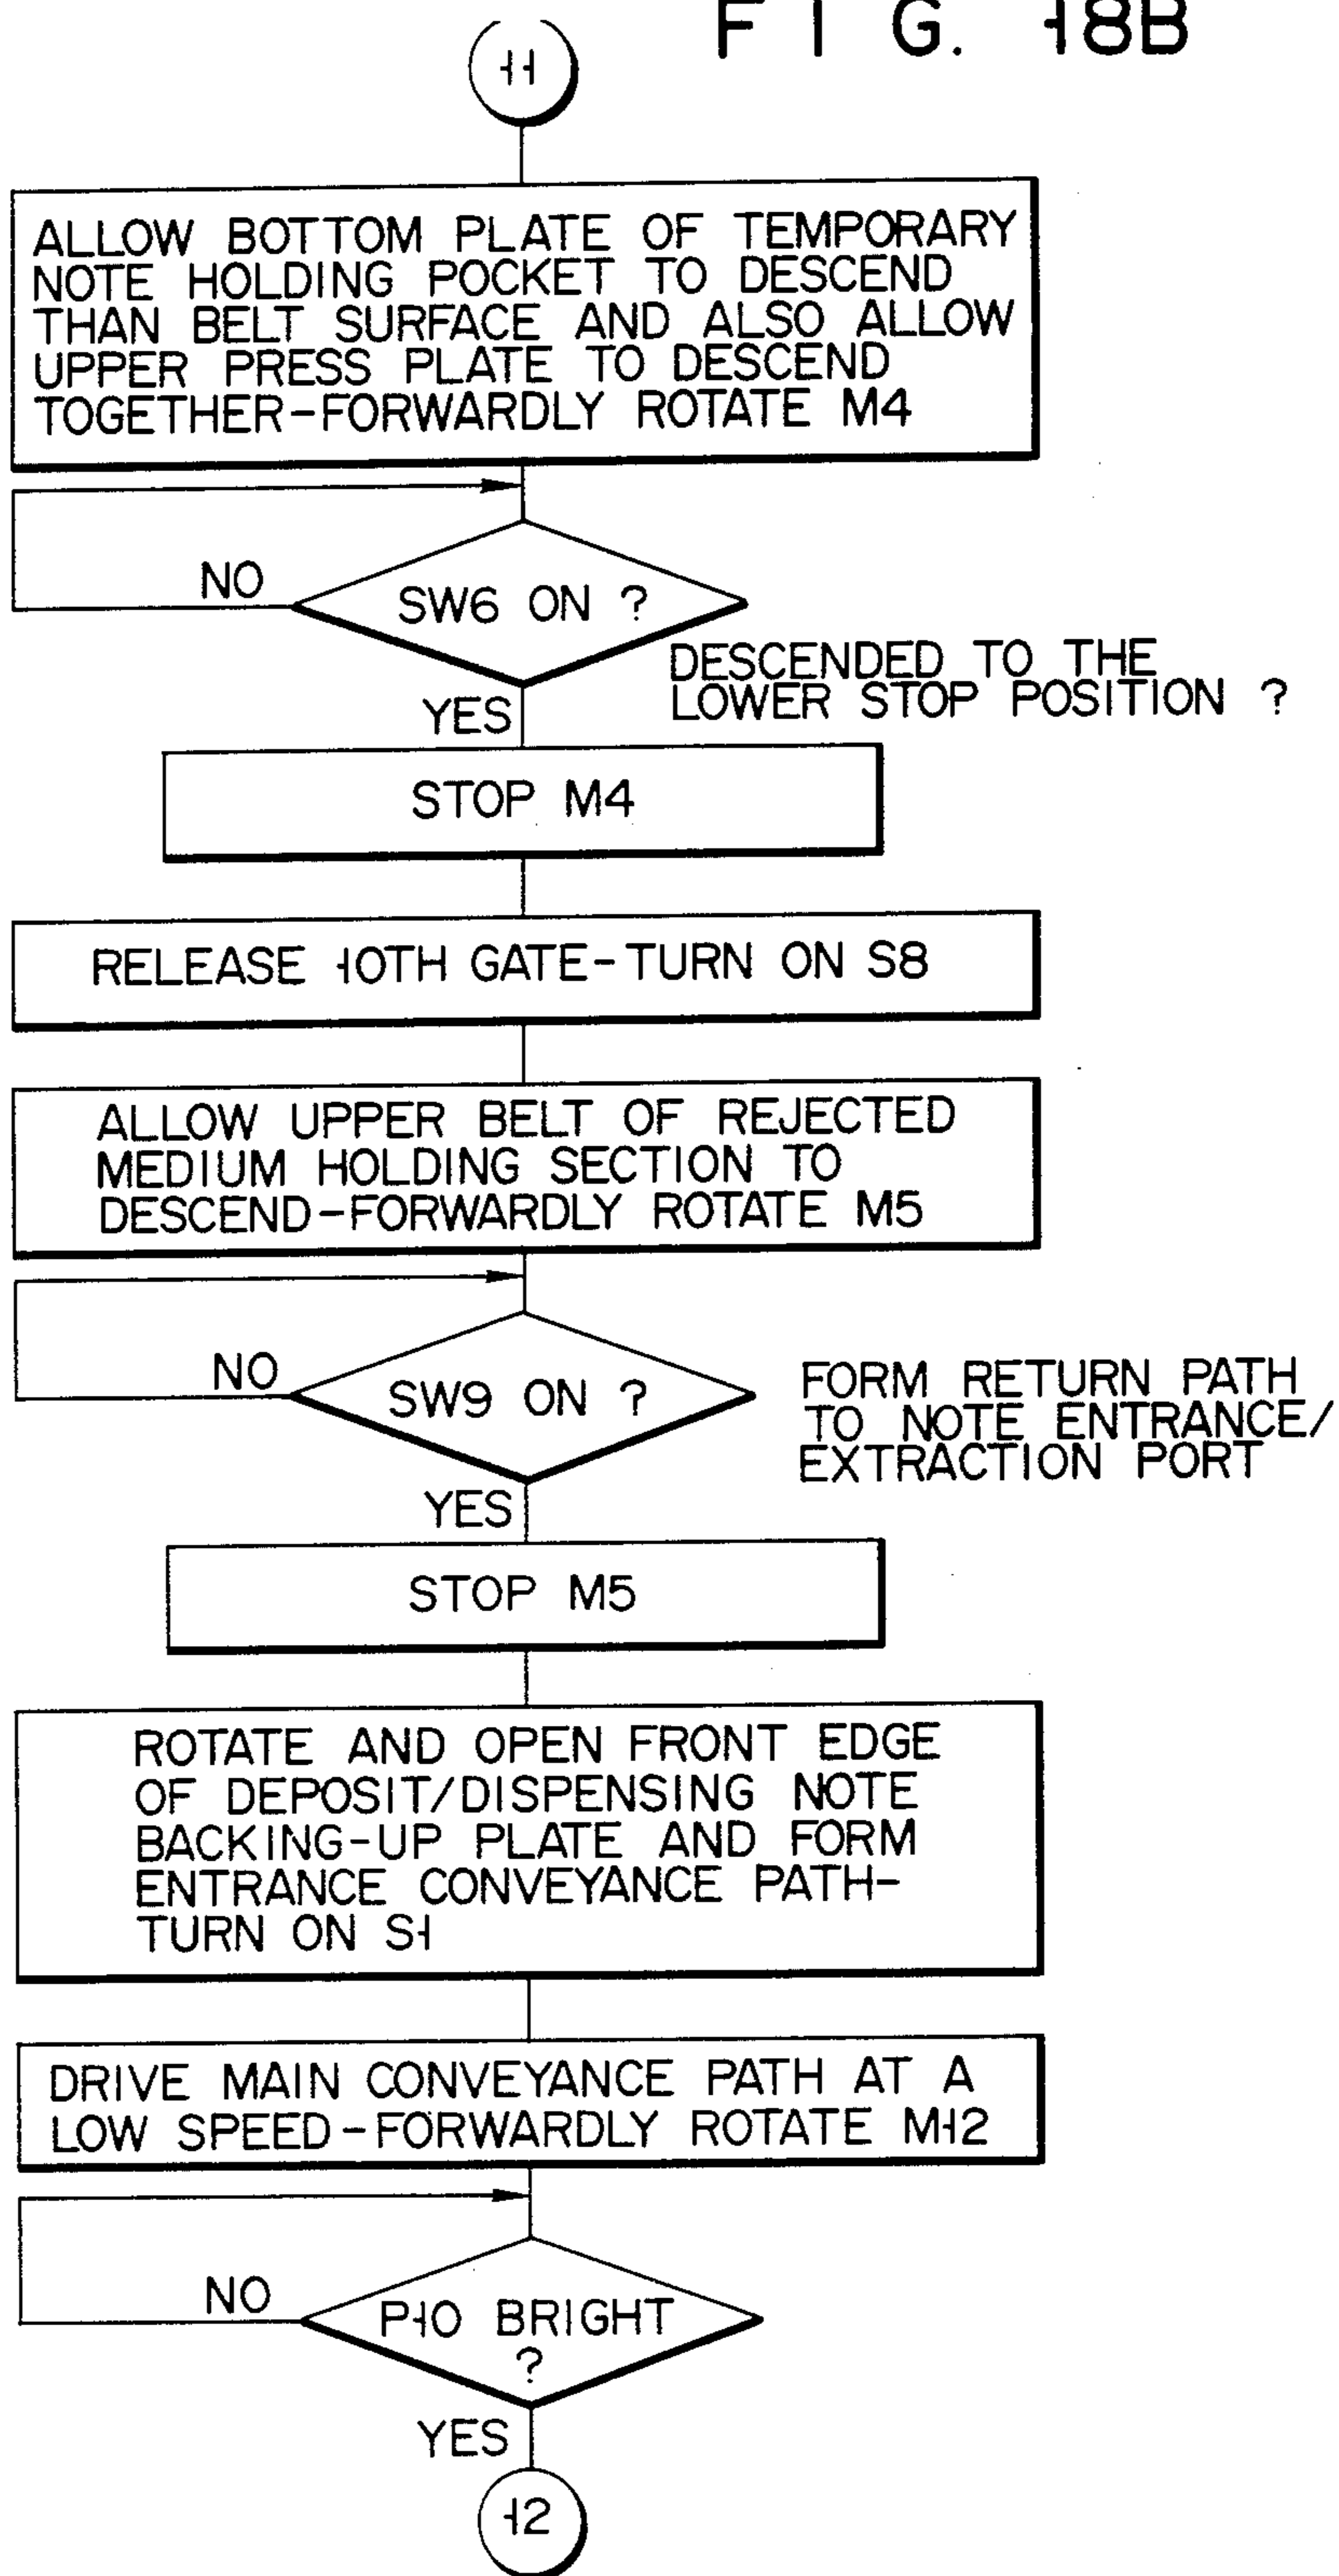 FIG. 18B
11
ALLOW BOTTOM PLATE OF TEMPORARY
NOTE HOLDING POCKET TO DESCEND
THAN BELT SURFACE AND ALSO ALLOW
UPPER PRESS PLATE TO DESCEND
TOGETHER-FORWARDLY ROTATE M4
NO
SW6 ON ?
DESCENDED TO THE
LOWER STOP POSITION ?
YES
STOP M4
RELEASE 10TH GATE-TURN ON S8
ALLOW UPPER BELT OF REJECTED
MEDIUM HOLDING SECTION TO
DESCEND-FORWARDLY ROTATE M5
NO
SW9 ON ?
FORM RETURN PATH
TO NOTE ENTRANCE/
EXTRACTION PORT
YES
STOP M5
ROTATE AND OPEN FRONT EDGE
OF DEPOSIT/DISPENSING NOTE
BACKING-UP PLATE AND FORM
ENTRANCE CONVEYANCE PATH-
TURN ON S1
DRIVE MAIN CONVEYANCE PATH AT A
LOW SPEED-FORWARDLY ROTATE M12
NO
P10 BRIGHT
?
YES
12